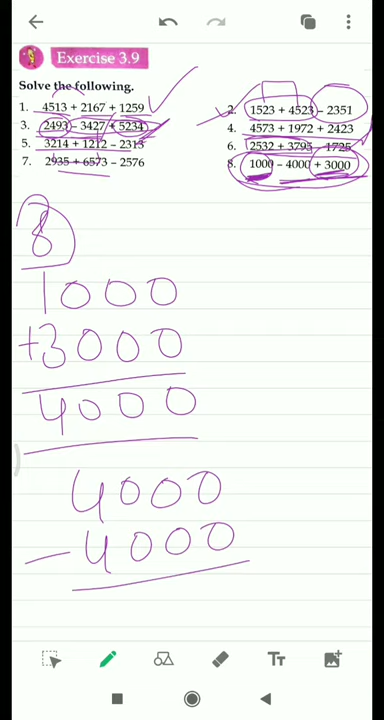 Exercise 3.9
Solve the following.
1. 4513 + 2167 + 1259
2. 1523 + 4523 – 2351
3. 2493 – 3427 + 5234
4. 4573 + 1972 + 2423
5. 3214 + 1212 – 2313
6. 2532 + 3795 – 1725
7. 2935 + 6573 – 2576
8. 1000 – 4000 + 3000
8
1000
+3000
4000
4000
– 4000
Tт